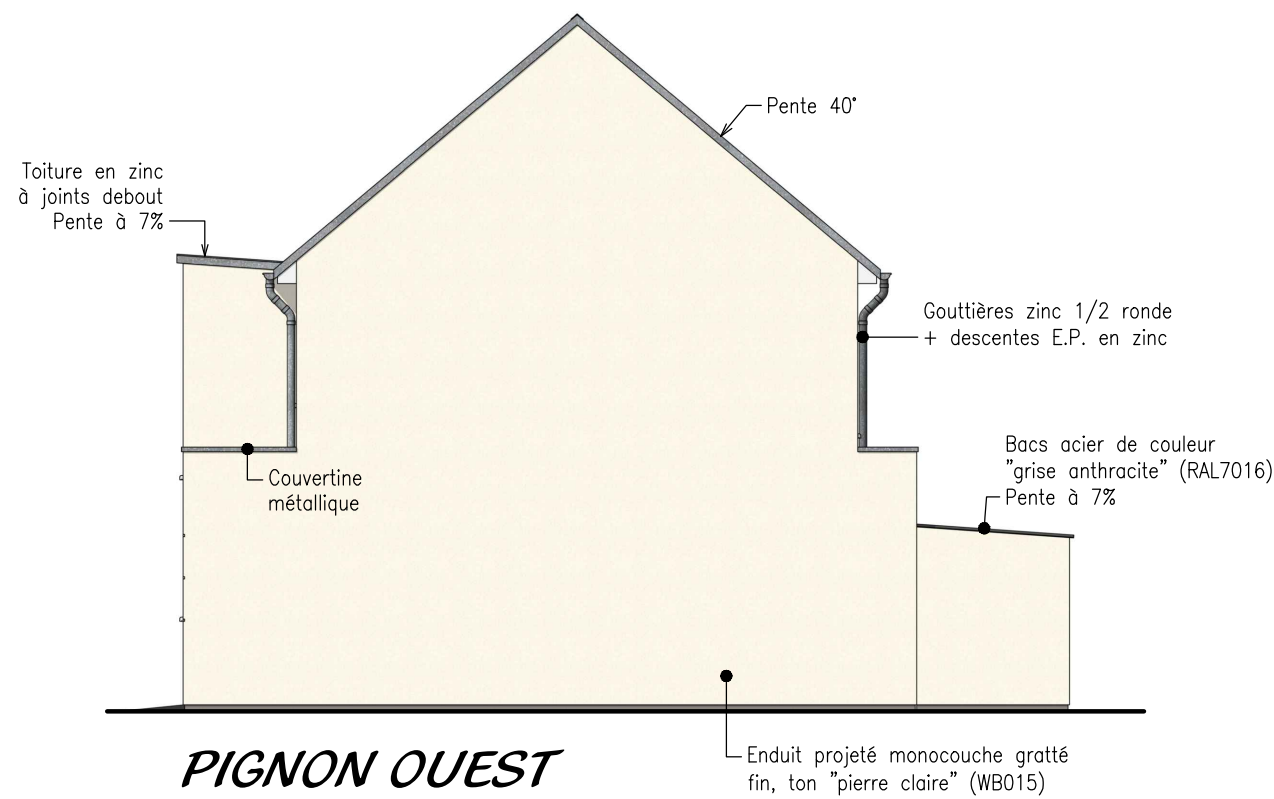 Pente 40°
Toiture en zinc
à joints debout
Pente à 7%
Gouttières zinc 1/2 ronde
+ descentes E.P. en zinc
Bacs acier de couleur
"grise anthracite" (RAL7016)
Pente à 7%
Couvertine
métallique
Enduit projeté monocouche gratté
fin, ton "pierre claire" (WB015)
PIGNON OUEST